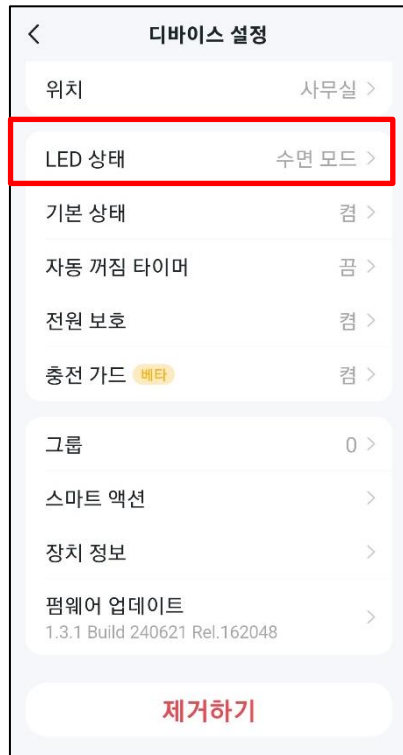 디바이스 설정
위치 사무실
LED 상태 수면 모드
기본 상태 켬
자동 꺼짐 타이머 끔
전원 보호 켬
충전 가드 베타 켬
그룹 0
스마트 액션
장치 정보
펌웨어 업데이트
1.3.1 Build 240621 Rel.162048
제거하기